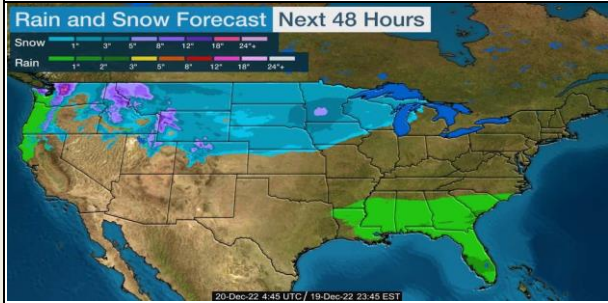 Rain and Snow Forecast Next 48 Hours
Snow
1" 3" 5" 8" 12" 18" 24"+
Rain
1" 2" 3" 5" 8" 12" 18" 24"+
20-Dec-22 4:45 UTC / 19-Dec-22 23:45 EST